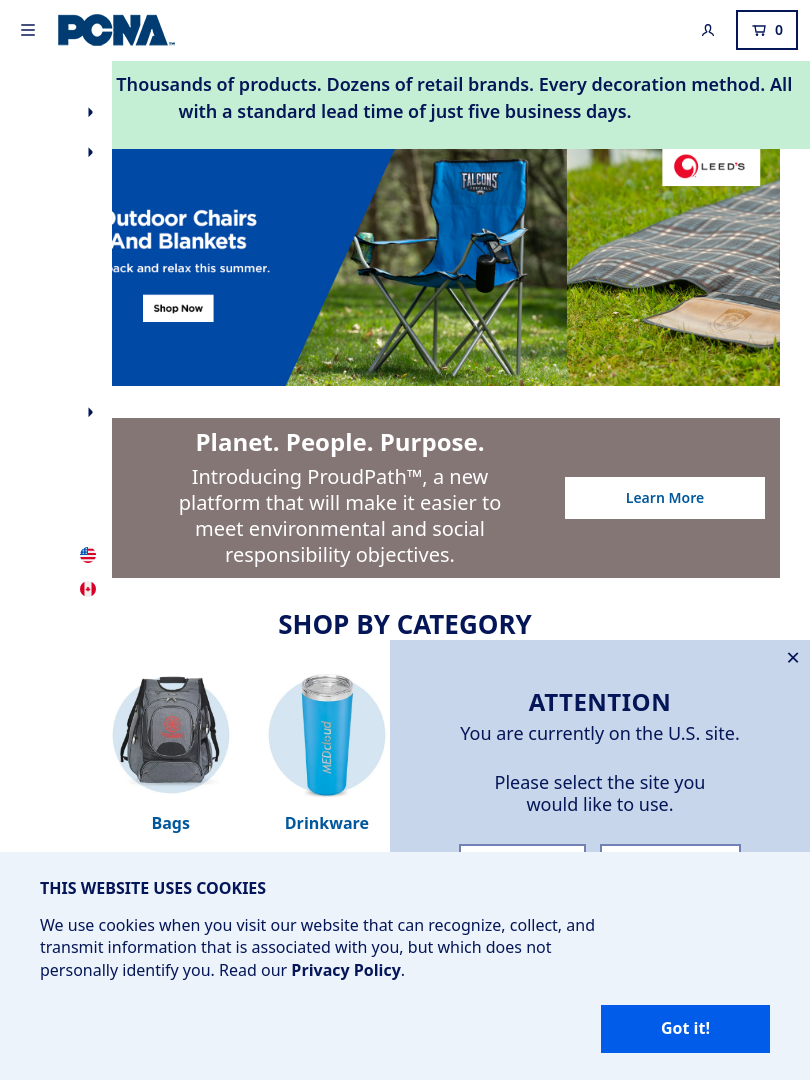 PCNA
0
Thousands of products. Dozens of retail brands. Every decoration method. All
with a standard lead time of just five business days.
Outdoor Chairs
And Blankets
back and relax this summer.
Shop Now
FALCONS
FOOTBALL
LEED'S
Planet. People. Purpose.
Introducing ProudPath™, a new
platform that will make it easier to
meet environmental and social
responsibility objectives.
Learn More
SHOP BY CATEGORY
MEDcloud
Bags
Drinkware
ATTENTION
You are currently on the U.S. site.
Please select the site you
would like to use.
THIS WEBSITE USES COOKIES
We use cookies when you visit our website that can recognize, collect, and
transmit information that is associated with you, but which does not
personally identify you. Read our Privacy Policy.
Got it!